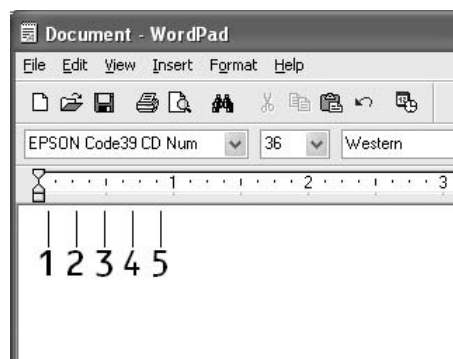 Document - WordPad
File Edit View Insert Format Help
EPSON Code39 CD Num 36 Western
1 2 3
1 2 3 4 5